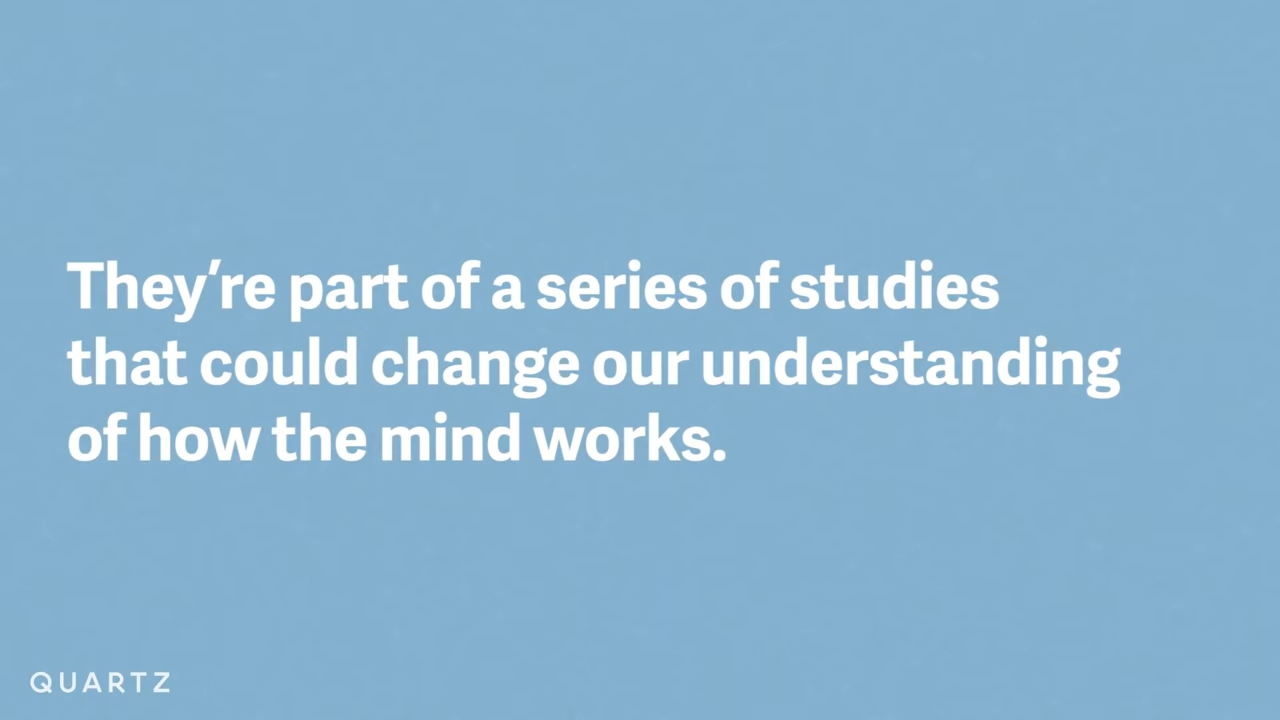 They’re part of a series of studies
that could change our understanding
of how the mind works.
QUARTZ